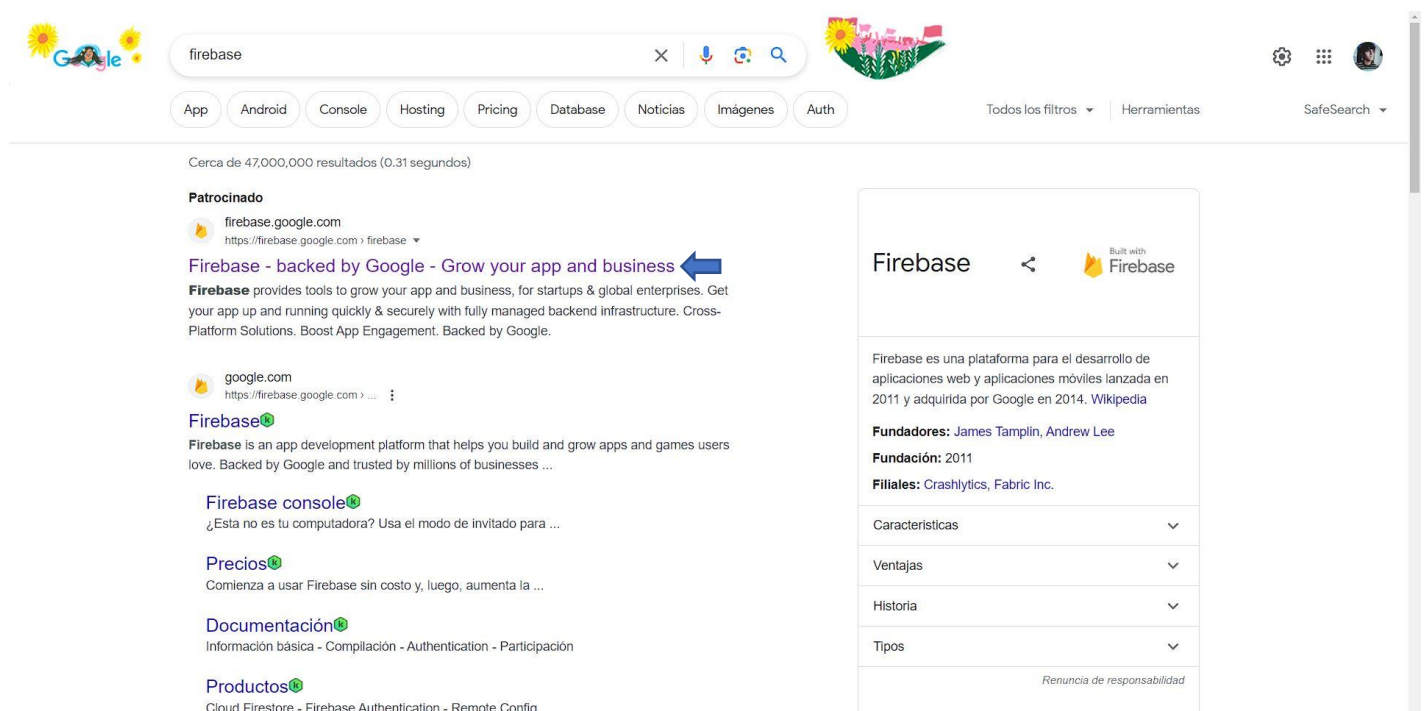 Google
firebase
App
Android
Console
Hosting
Pricing
Database
Noticias
Imágenes
Auth
Todos los filtros
Herramientas
SafeSearch
Cerca de 47,000,000 resultados (0.31 segundos)
Patrocinado
firebase.google.com
https://firebase.google.com › firebase
Firebase - backed by Google - Grow your app and business
Firebase provides tools to grow your app and business, for startups & global enterprises. Get
your app up and running quickly & securely with fully managed backend infrastructure. Cross-
Platform Solutions. Boost App Engagement. Backed by Google.
google.com
https://firebase.google.com › ...
Firebase
Firebase is an app development platform that helps you build and grow apps and games users
love. Backed by Google and trusted by millions of businesses ...
Firebase console
¿Esta no es tu computadora? Usa el modo de invitado para ...
Precios
Comienza a usar Firebase sin costo y, luego, aumenta la ...
Documentación
Información básica - Compilación - Authentication - Participación
Productos
Cloud Firestore - Firebase Authentication - Remote Config
Firebase
Built with
Firebase
Firebase es una plataforma para el desarrollo de
aplicaciones web y aplicaciones móviles lanzada en
2011 y adquirida por Google en 2014. Wikipedia
Fundadores: James Tamplin, Andrew Lee
Fundación: 2011
Filiales: Crashlytics, Fabric Inc.
Características
Ventajas
Historia
Tipos
Renuncia de responsabilidad